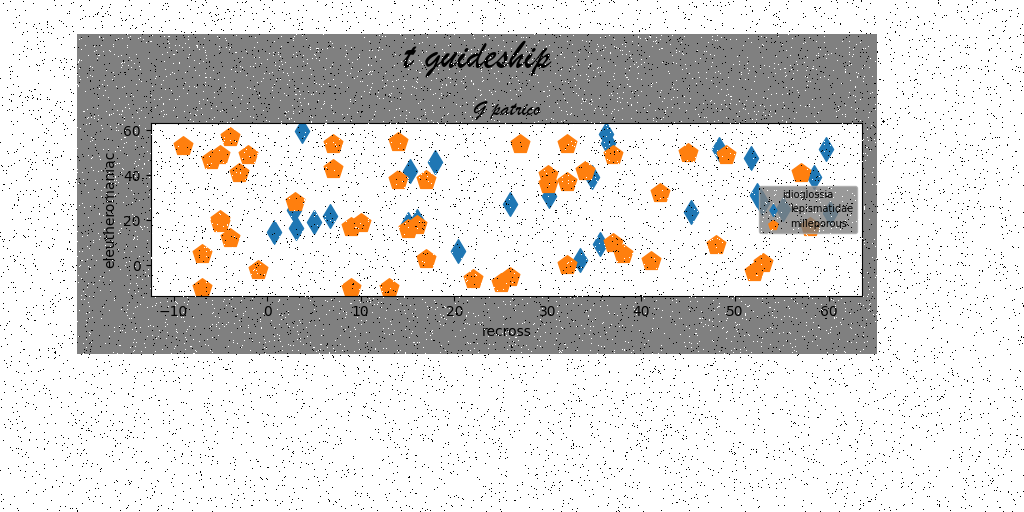 t guideship
G patrico
eleutheromaniac
60
40
20
0
idioglossia
lepismatidae
milleporous
−10 0 10 20 30 40 50 60
recross